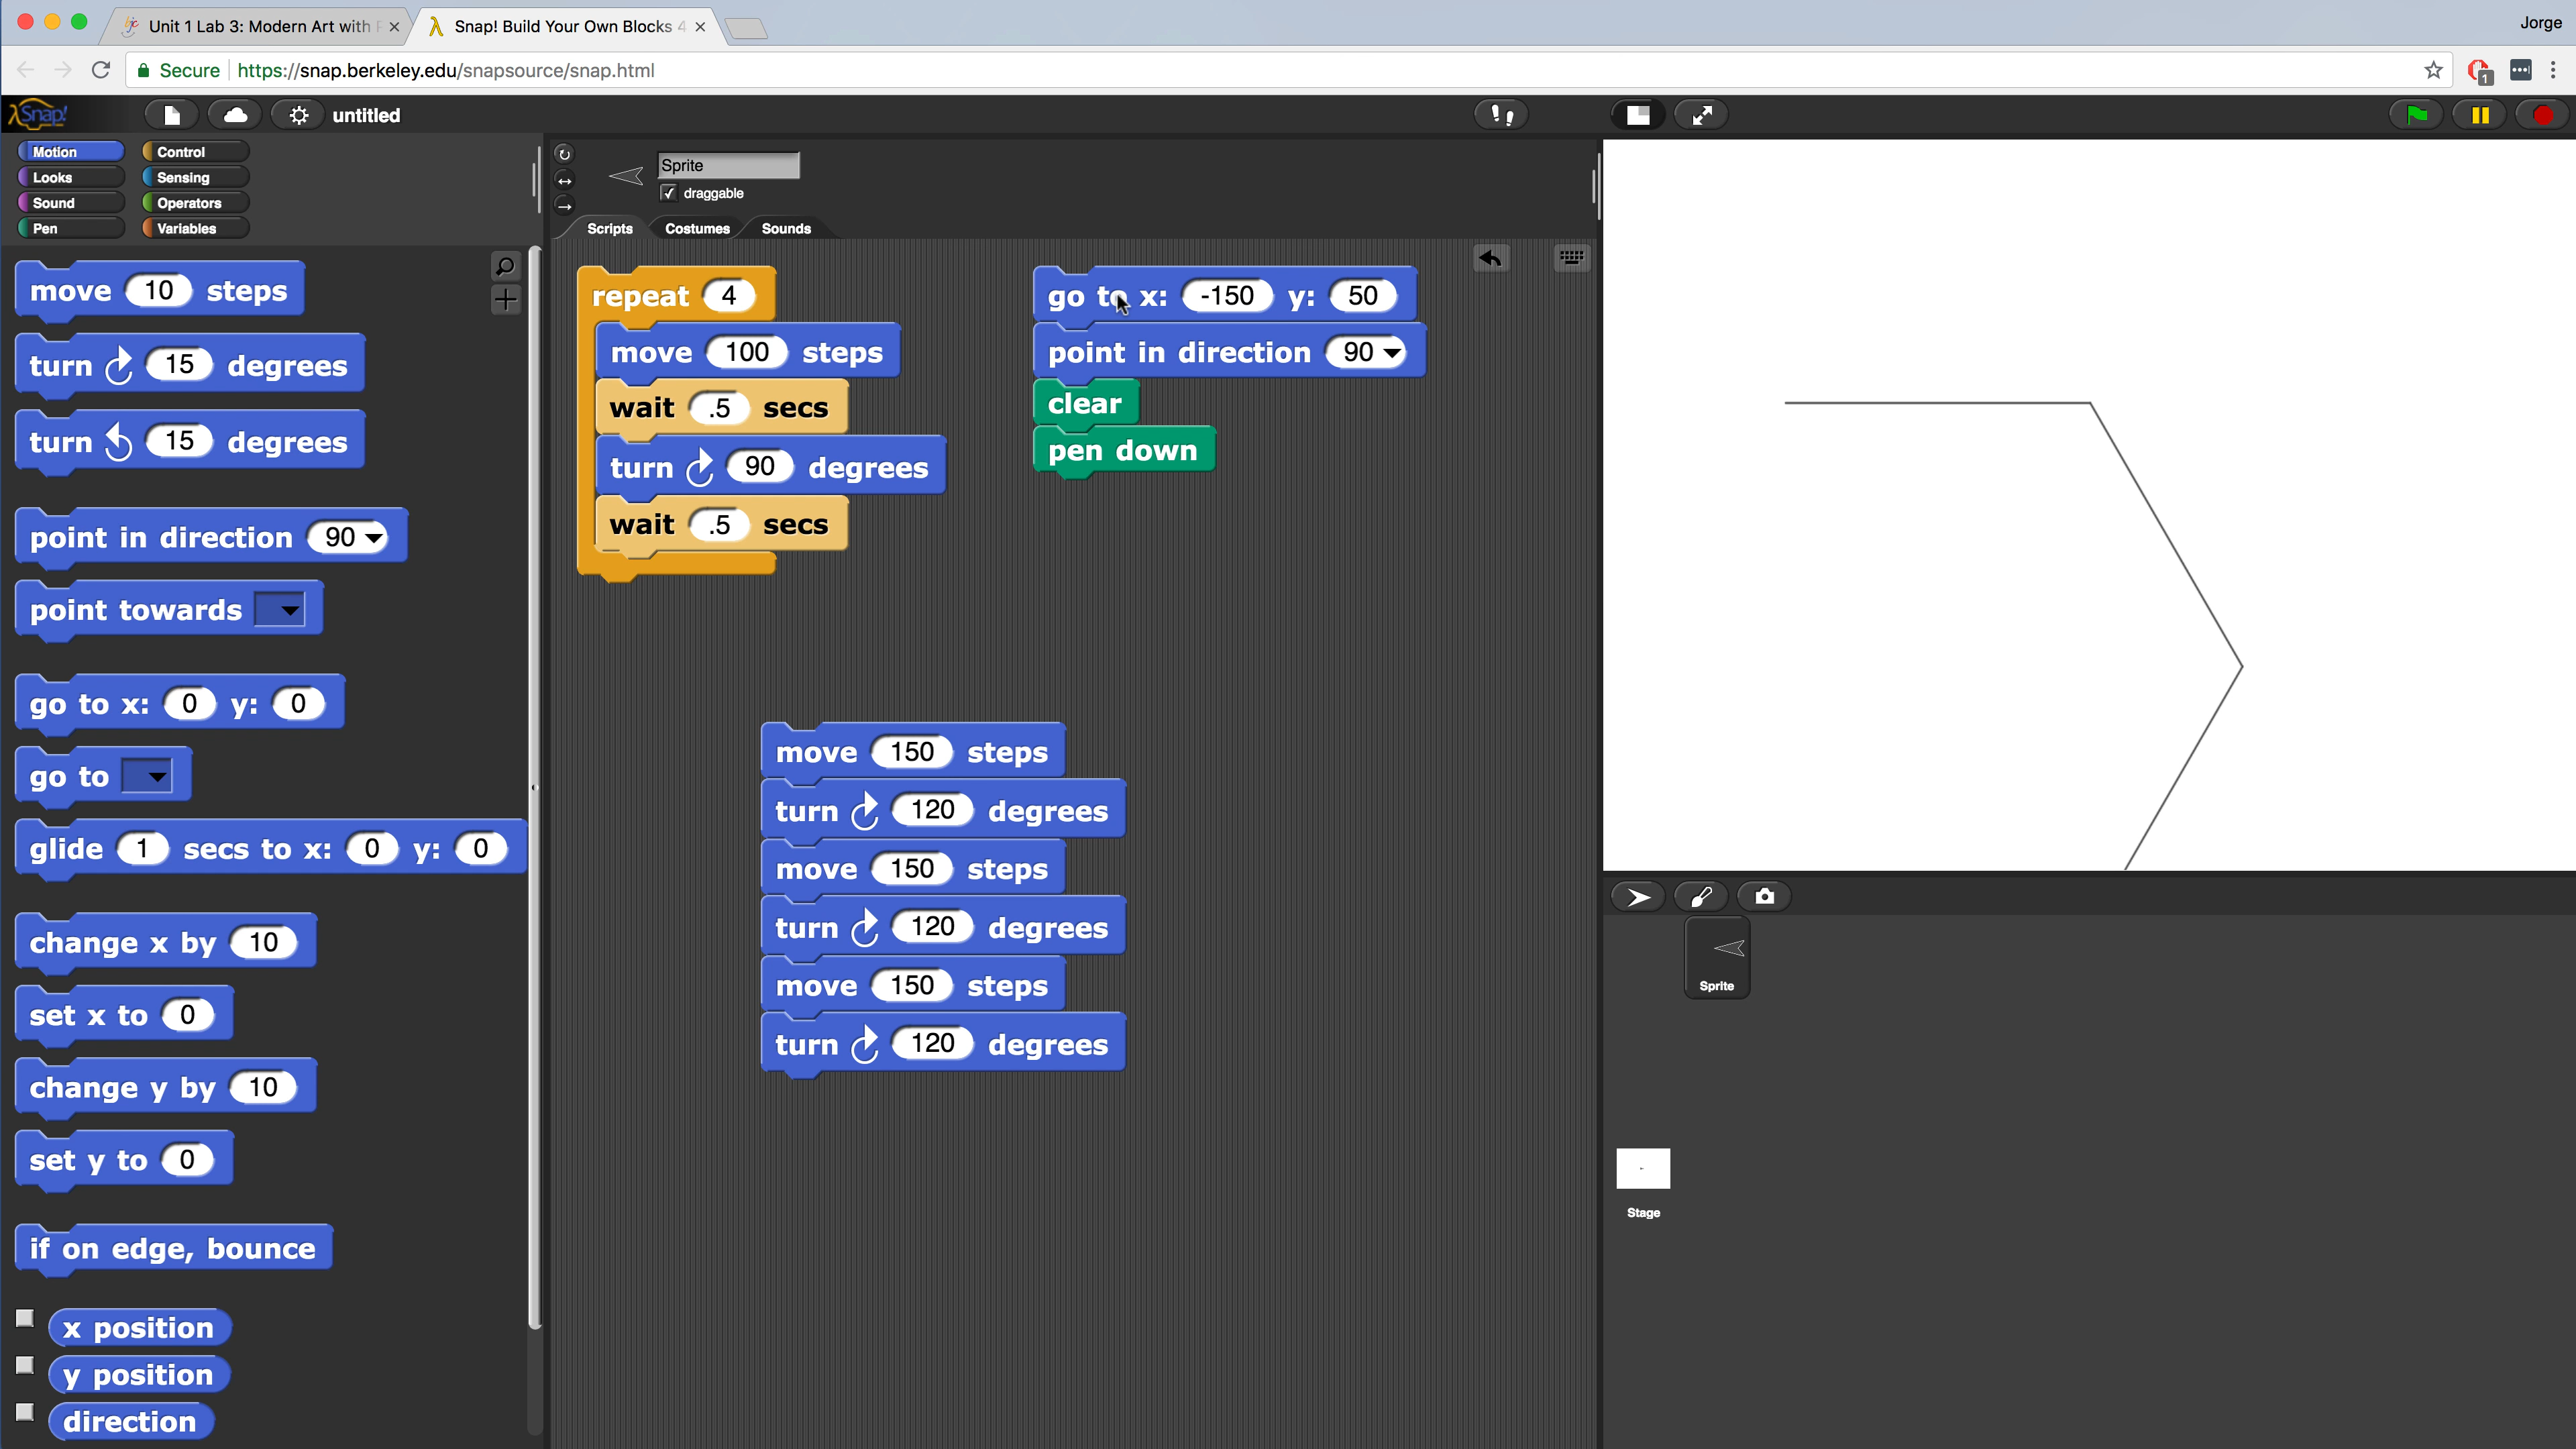 Unit 1 Lab 3: Modern Art with
Snap! Build Your Own Blocks 4
Jorge
Secure https://snap.berkeley.edu/snapsource/snap.html
1
Snap!
untitled
Motion
Control
Looks
Sensing
Sound
Operators
Pen
Variables
move 10 steps
turn 15 degrees
turn 15 degrees
point in direction 90
point towards
go to x: 0 y: 0
go to
glide 1 secs to x: 0 y: 0
change x by 10
set x to 0
change y by 10
set y to 0
if on edge, bounce
x position
y position
direction
Sprite
draggable
Scripts
Costumes
Sounds
repeat 4
move 100 steps
wait .5 secs
turn 90 degrees
wait .5 secs
go to x: -150 y: 50
point in direction 90
clear
pen down
move 150 steps
turn 120 degrees
move 150 steps
turn 120 degrees
move 150 steps
turn 120 degrees
Sprite
Stage